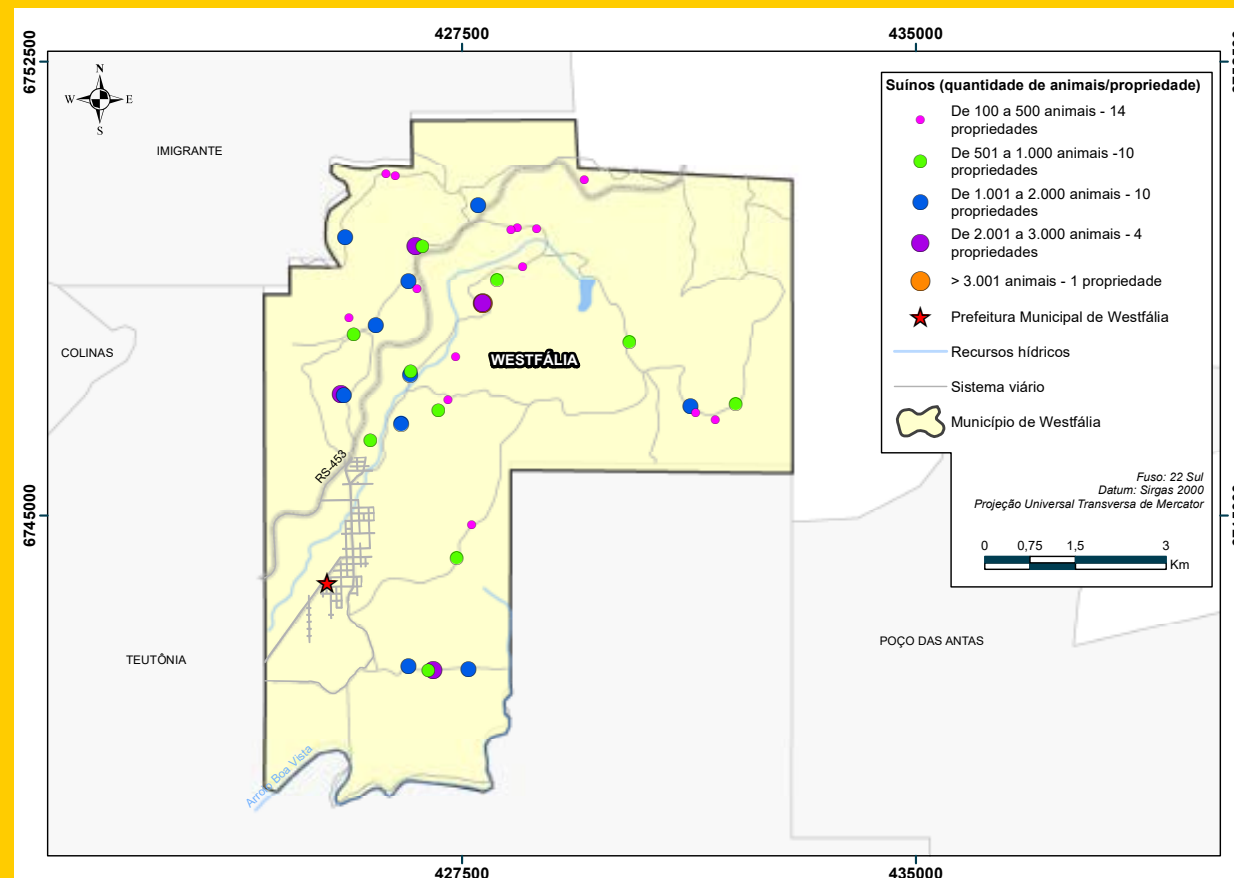 427500
435000
6752500
N
W
E
S
IMIGRANTE
Suínos (quantidade de animais/propriedade)
De 100 a 500 animais - 14
propriedades
De 501 a 1.000 animais -10
propriedades
De 1.001 a 2.000 animais - 10
propriedades
De 2.001 a 3.000 animais - 4
propriedades
> 3.001 animais - 1 propriedade
Prefeitura Municipal de Westfália
Recursos hídricos
Sistema viário
Município de Westfália
Fuso: 22 Sul
Datum: Sirgas 2000
Projeção Universal Transversa de Mercator
0 0,75 1,5 3
Km
COLINAS
WESTFÁLIA
RS-453
6745000
TEUTÔNIA
POÇO DAS ANTAS
Arroio Boa Vista
427500
435000